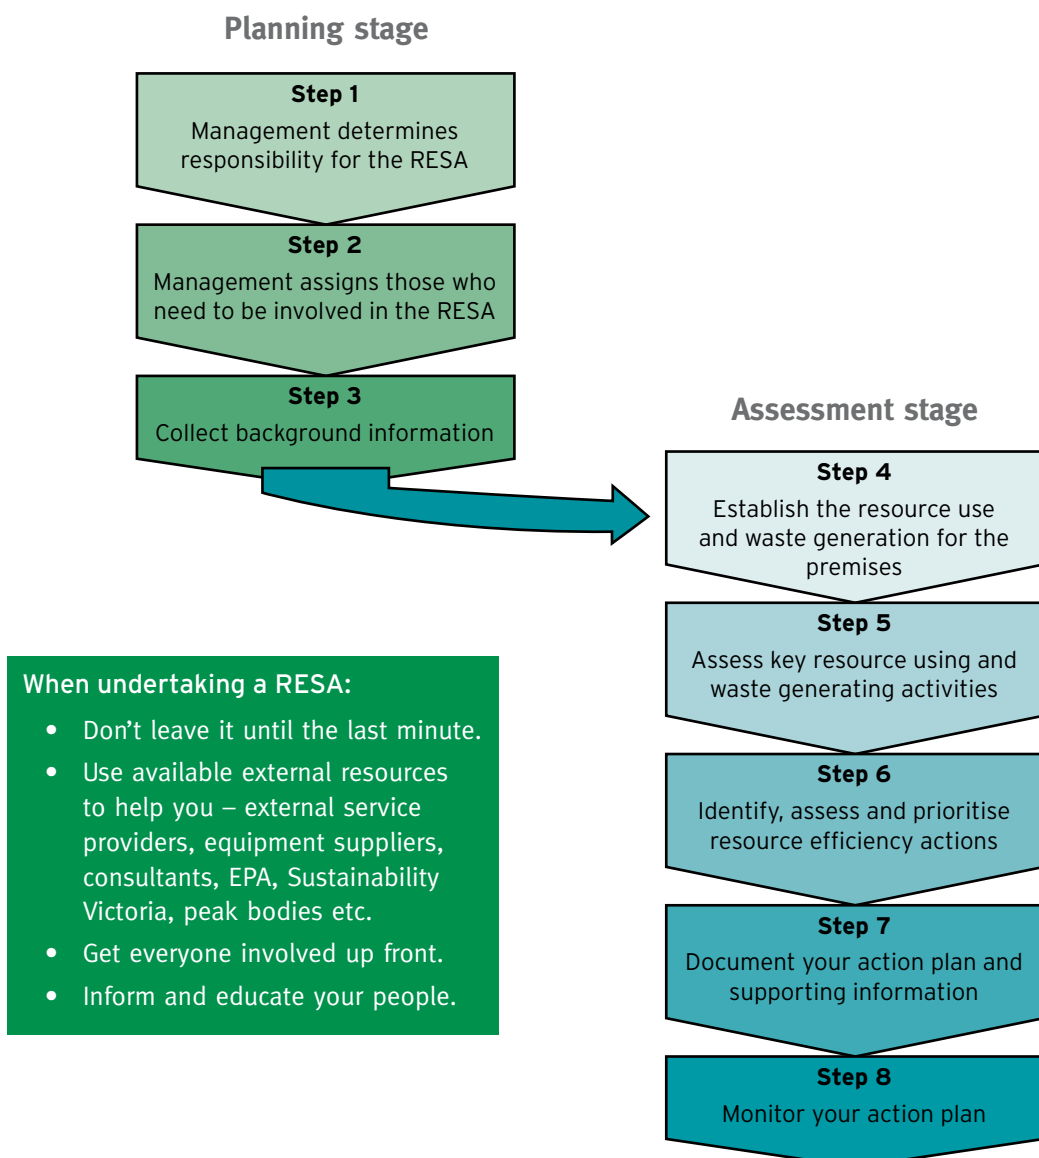 Planning stage
Step 1
Management determines
responsibility for the RESA
Step 2
Management assigns those who
need to be involved in the RESA
Step 3
Collect background information
Assessment stage
Step 4
Establish the resource use
and waste generation for the
premises
Step 5
Assess key resource using and
waste generating activities
Step 6
Identify, assess and prioritise
resource efficiency actions
Step 7
Document your action plan and
supporting information
Step 8
Monitor your action plan
When undertaking a RESA:
• Don’t leave it until the last minute.
• Use available external resources
to help you – external service
providers, equipment suppliers,
consultants, EPA, Sustainability
Victoria, peak bodies etc.
• Get everyone involved up front.
• Inform and educate your people.